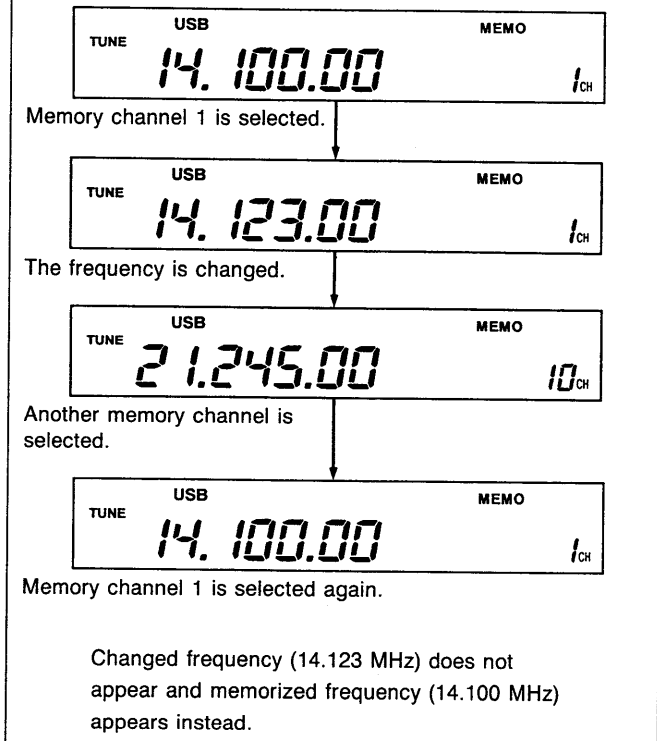 USB MEMO
TUNE 14.100.00 1CH
Memory channel 1 is selected.
USB MEMO
TUNE 14.123.00 1CH
The frequency is changed.
USB MEMO
TUNE 21.245.00 10CH
Another memory channel is
selected.
USB MEMO
TUNE 14.100.00 1CH
Memory channel 1 is selected again.
Changed frequency (14.123 MHz) does not
appear and memorized frequency (14.100 MHz)
appears instead.